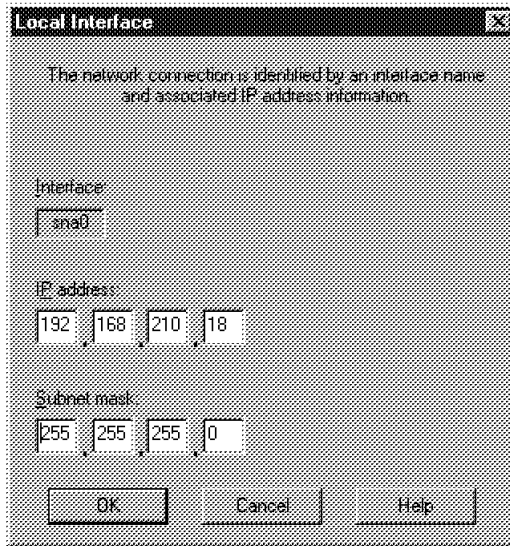 Local Interface
The network connection is identified by an interface name
and associated IP address information.
Interface:
sna0
IP address:
192 . 168 . 210 . 18
Subnet mask:
255 . 255 . 255 . 0
OK Cancel Help